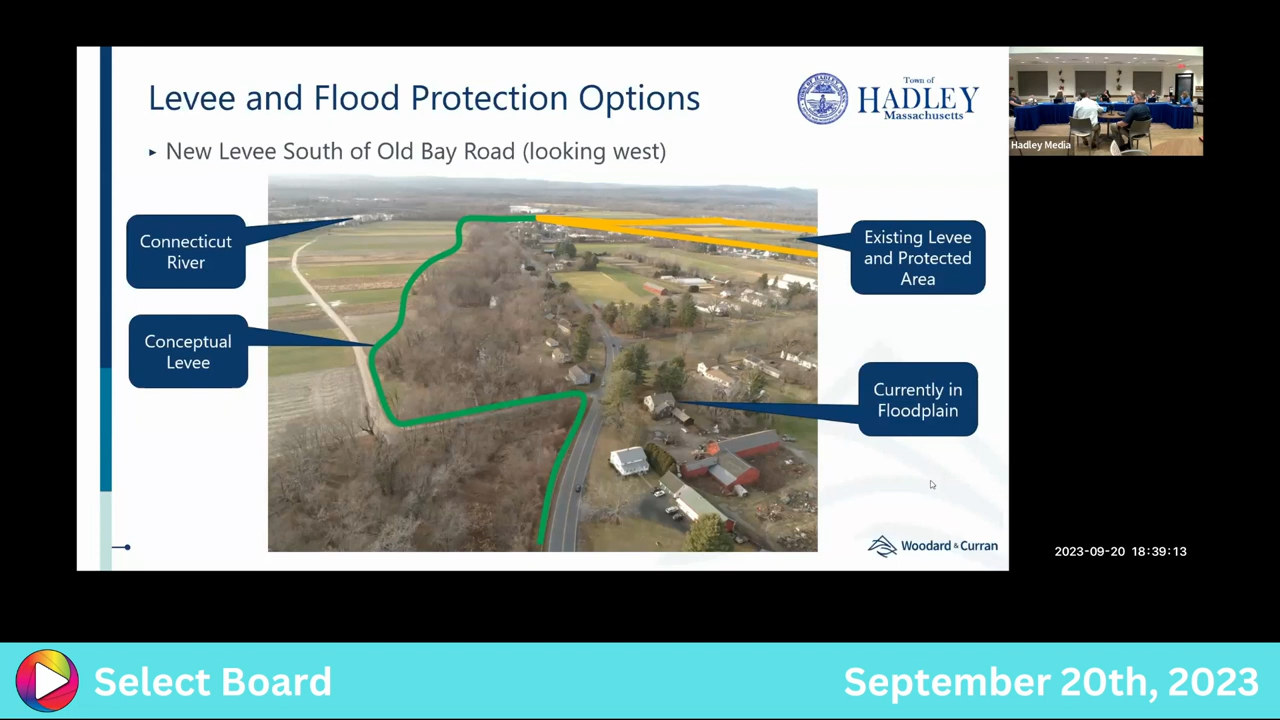 Levee and Flood Protection Options
Town of
HADLEY
Massachusetts
▸ New Levee South of Old Bay Road (looking west)
Hadley Media
Connecticut
River
Existing Levee
and Protected
Area
Conceptual
Levee
Currently in
Floodplain
Woodard & Curran
2023-09-20 18:39:13
Select Board
September 20th, 2023